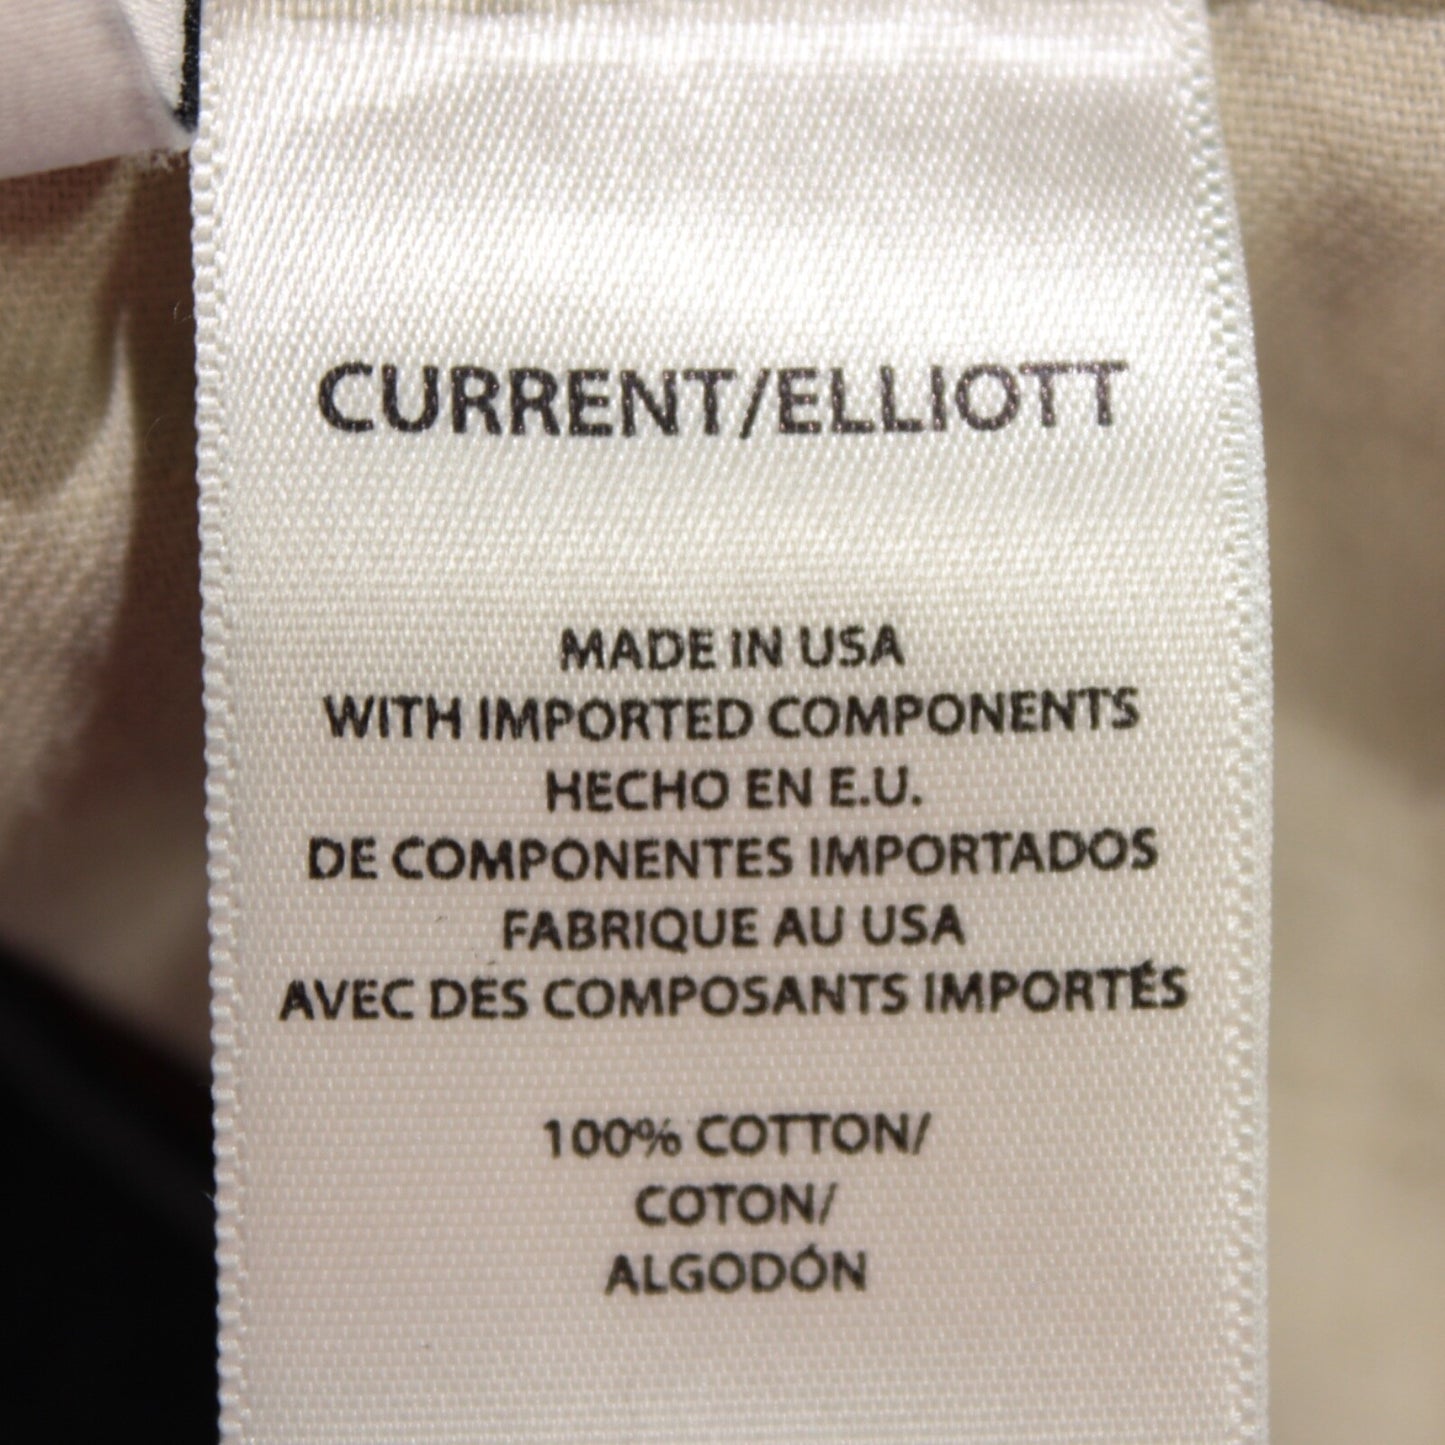 CURRENT/ELLIOTT
MADE IN USA
WITH IMPORTED COMPONENTS
HECHO EN E.U.
DE COMPONENTES IMPORTADOS
FABRIQUE AU USA
AVEC DES COMPOSANTS IMPORTÉS
100% COTTON/
COTON/
ALGODÓN